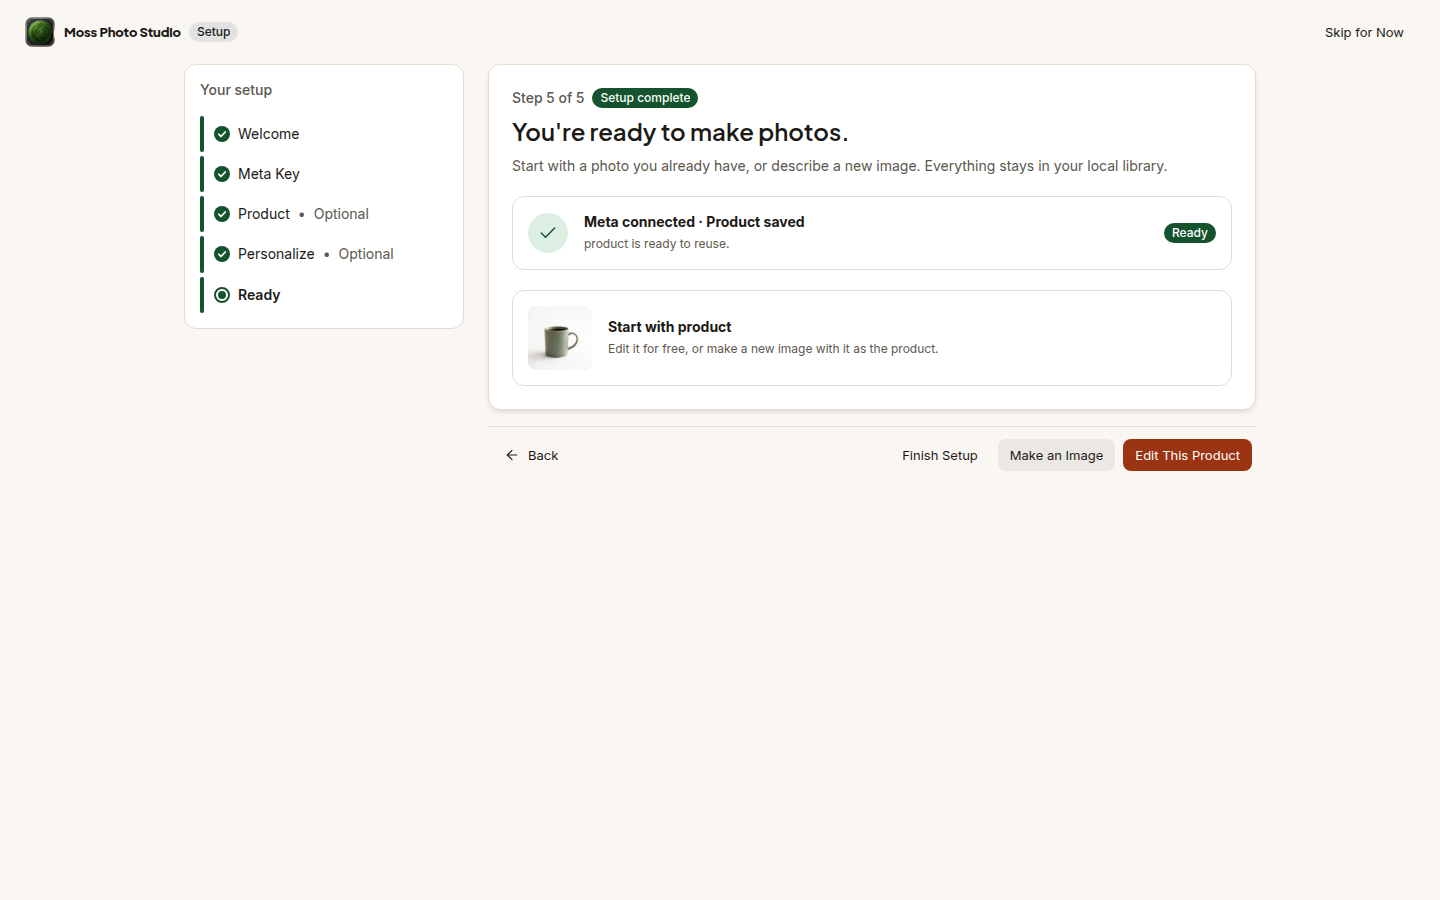 Moss Photo Studio
Setup
Skip for Now
Your setup
Welcome
Meta Key
Product • Optional
Personalize • Optional
Ready
Step 5 of 5
Setup complete
You're ready to make photos.
Start with a photo you already have, or describe a new image. Everything stays in your local library.
Meta connected · Product saved
product is ready to reuse.
Ready
Start with product
Edit it for free, or make a new image with it as the product.
Back
Finish Setup
Make an Image
Edit This Product